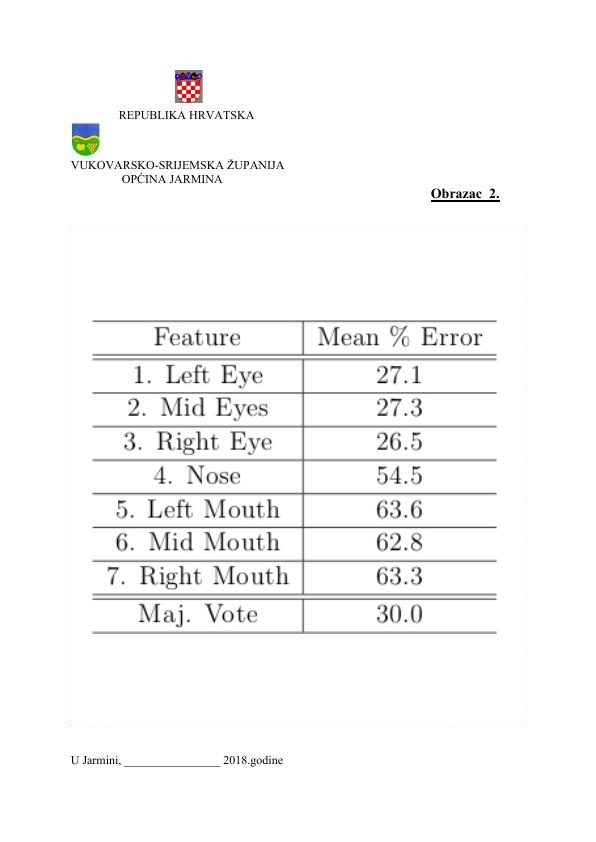 REPUBLIKA HRVATSKA
VUKOVARSKO-SRIJEMSKA ŽUPANIJA
OPĆINA JARMINA
Obrazac 2.
Feature Mean % Error
1. Left Eye 27.1
2. Mid Eyes 27.3
3. Right Eye 26.5
4. Nose 54.5
5. Left Mouth 63.6
6. Mid Mouth 62.8
7. Right Mouth 63.3
Maj. Vote 30.0
U Jarmini, ________________ 2018.godine